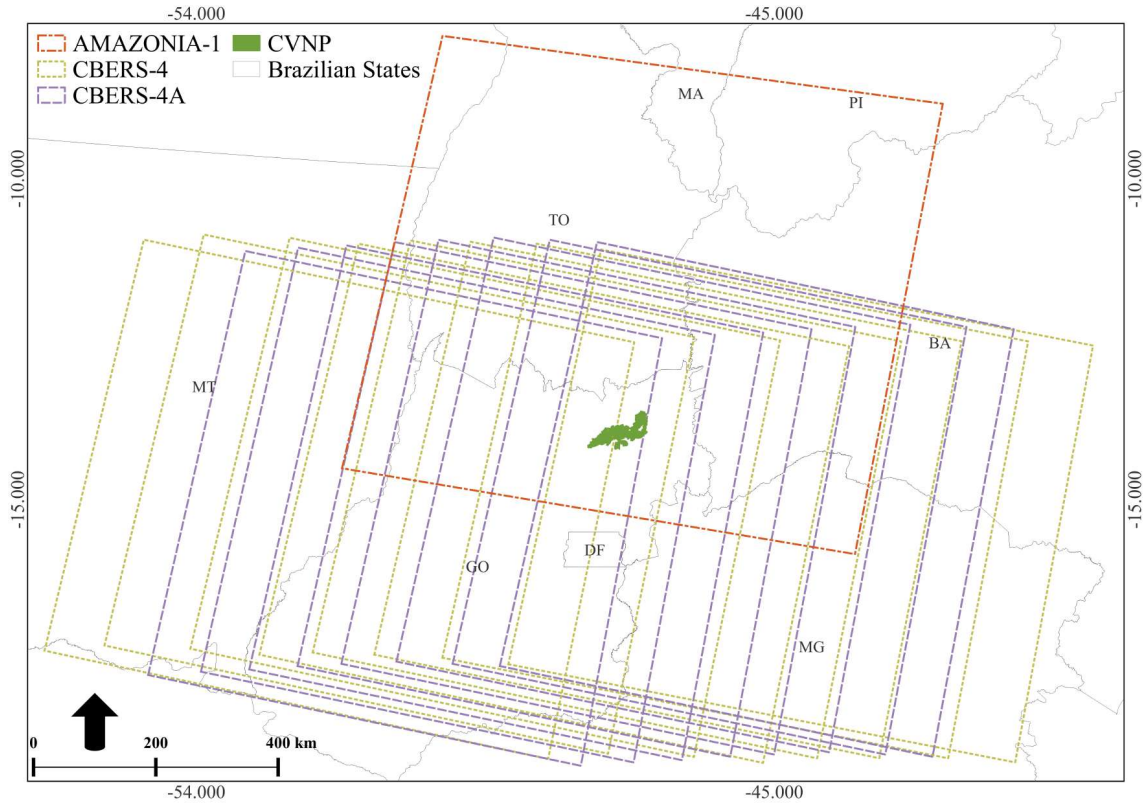 -54.000 -45.000
AMAZONIA-1 CVNP
CBERS-4 Brazilian States
CBERS-4A
MA PI
-10.000 -10.000
TO
BA
MT
-15.000 -15.000
DF
GO
MG
0 200 400 km
-54.000 -45.000